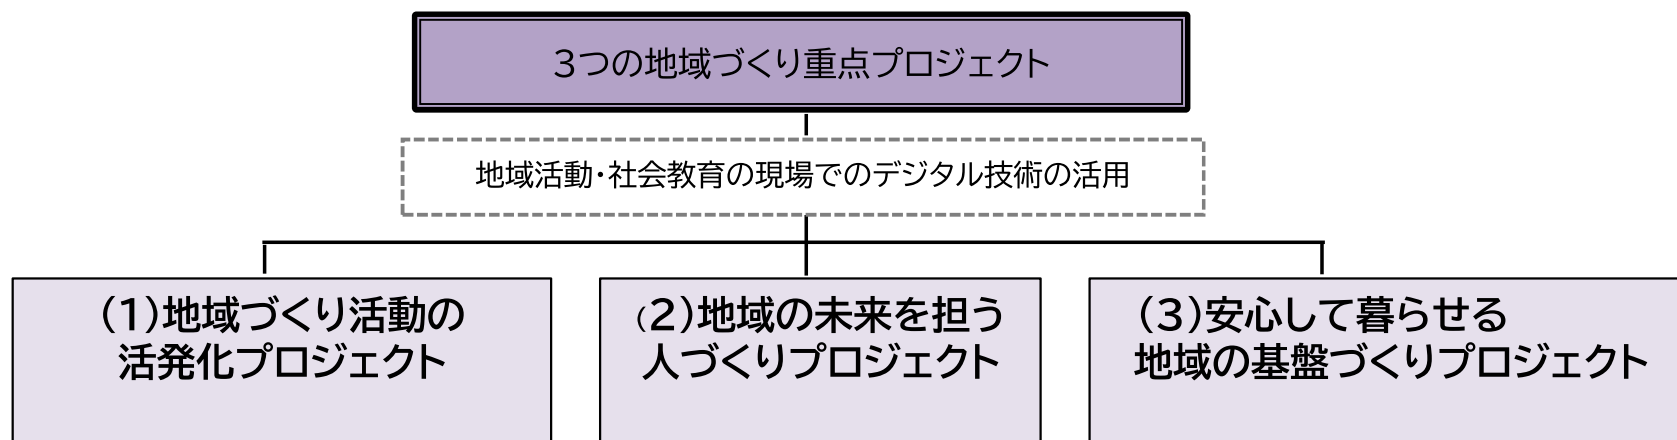 3つの地域づくり重点プロジェクト
地域活動・社会教育の現場でのデジタル技術の活用
（1）地域づくり活動の
活発化プロジェクト
（2）地域の未来を担う
人づくりプロジェクト
（3）安心して暮らせる
地域の基盤づくりプロジェクト